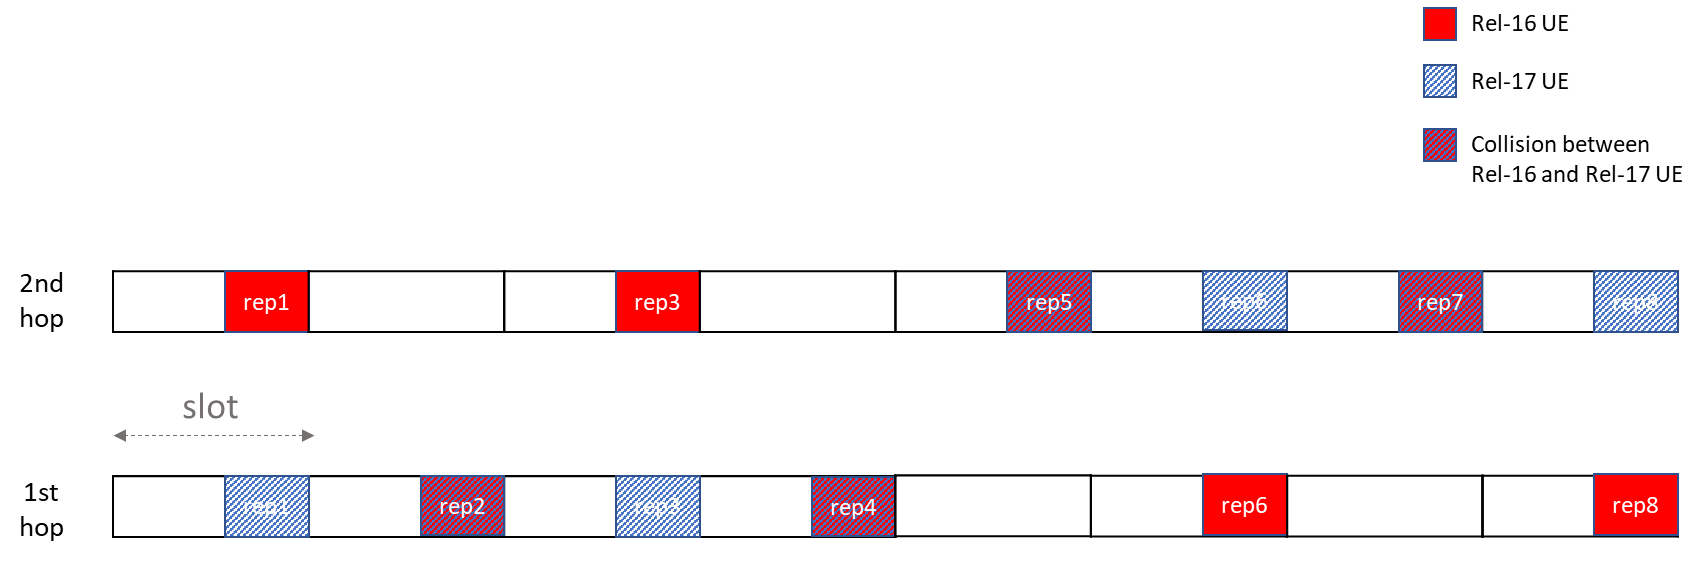 Rel-16 UE
Rel-17 UE
Collision between
Rel-16 and Rel-17 UE
2nd
hop
rep1 rep3 rep5 rep6 rep7 rep8
slot
1st
hop
rep1 rep2 rep3 rep4 rep6 rep8